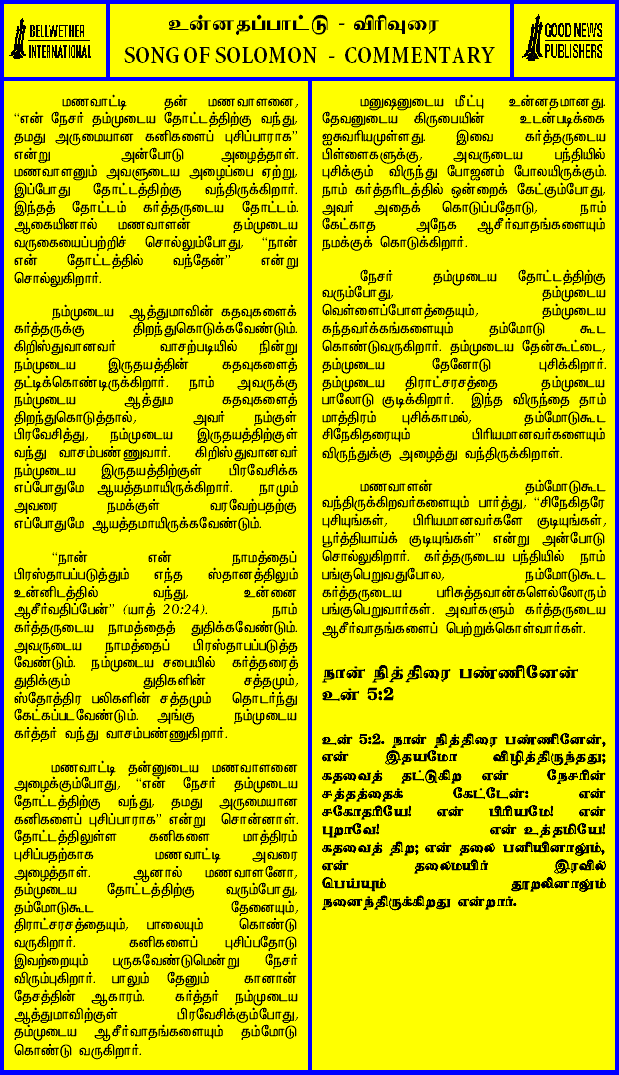 BELLWETHER
INTERNATIONAL
உன்னதப்பாட்டு - விரிவுரை
SONG OF SOLOMON - COMMENTARY
GOOD NEWS
PUBLISHERS
மணவாட்டி தன் மணவாளனை,
“என் நேசர் தம்முடைய தோட்டத்திற்கு வந்து,
தமது அருமையான கனிகளைப் புசிப்பாராக”
என்று அன்போடு அழைத்தாள்.
மணவாளனும் அவளுடைய அழைப்பை ஏற்று,
இப்போது தோட்டத்திற்கு வந்திருக்கிறார்.
இந்தத் தோட்டம் கர்த்தருடைய தோட்டம்.
ஆகையினால் மணவாளன் தம்முடைய
வருகையைப்பற்றிச் சொல்லும்போது, “நான்
என் தோட்டத்தில் வந்தேன்” என்று
சொல்லுகிறார்.
நம்முடைய ஆத்துமாவின் கதவுகளைக்
கர்த்தருக்கு திறந்துகொடுக்கவேண்டும்.
கிறிஸ்துவானவர் வாசற்படியில் நின்று
நம்முடைய இருதயத்தின் கதவுகளைத்
தட்டிக்கொண்டிருக்கிறார். நாம் அவருக்கு
நம்முடைய ஆத்தும கதவுகளைத்
திறந்துகொடுத்தால், அவர் நம்குள்
பிரவேசித்து, நம்முடைய இருதயத்திற்குள்
வந்து வாசம்பண்ணுவார். கிறிஸ்துவானவர்
நம்முடைய இருதயத்திற்குள் பிரவேசிக்க
எப்போதுமே ஆயத்தமாயிருக்கிறார். நாமும்
அவரை நமக்குள் வரவேற்பதற்கு
எப்போதுமே ஆயத்தமாயிருக்கவேண்டும்.
“நான் என் நாமத்தைப்
பிரஸ்தாபப்படுத்தும் எந்த ஸ்தானத்திலும்
உன்னிடத்தில் வந்து, உன்னை
ஆசீர்வதிப்பேன்” (யாத் 20:24). நாம்
கர்த்தருடைய நாமத்தைத் துதிக்கவேண்டும்.
அவருடைய நாமத்தைப் பிரஸ்தாபப்படுத்த
வேண்டும். நம்முடைய சபையில் கர்த்தரைத்
துதிக்கும் துதிகளின் சத்தமும்,
ஸ்தோத்திர பலிகளின் சத்தமும் தொடர்ந்து
கேட்கப்படவேண்டும். அங்கு நம்முடைய
கர்த்தர் வந்து வாசம்பண்ணுகிறார்.
மணவாட்டி தன்னுடைய மணவாளனை
அழைக்கும்போது, “என் நேசர் தம்முடைய
தோட்டத்திற்கு வந்து, தமது அருமையான
கனிகளைப் புசிப்பாராக” என்று சொன்னாள்.
தோட்டத்திலுள்ள கனிகளை மாத்திரம்
புசிப்பதற்காக மணவாட்டி அவரை
அழைத்தாள். ஆனால் மணவாளனோ,
தம்முடைய தோட்டத்திற்கு வரும்போது,
தம்மோடுகூட தேனையும்,
திராட்சரசத்தையும், பாலையும் கொண்டு
வருகிறார். கனிகளைப் புசிப்பதோடு
இவற்றையும் பருகவேண்டுமென்று நேசர்
விரும்புகிறார். பாலும் தேனும் கானான்
தேசத்தின் ஆகாரம். கர்த்தர் நம்முடைய
ஆத்துமாவிற்குள் பிரவேசிக்கும்போது,
தம்முடைய ஆசீர்வாதங்களையும் தம்மோடு
கொண்டு வருகிறார்.
மனுஷனுடைய மீட்பு உன்னதமானது.
தேவனுடைய கிருபையின் உடன்படிக்கை
ஐசுவரியமுள்ளது. இவை கர்த்தருடைய
பிள்ளைகளுக்கு, அவருடைய பந்தியில்
புசிக்கும் விருந்து போஜனம் போலயிருக்கும்.
நாம் கர்த்தரிடத்தில் ஒன்றைக் கேட்கும்போது,
அவர் அதைக் கொடுப்பதோடு, நாம்
கேட்காத அநேக ஆசீர்வாதங்களையும்
நமக்குக் கொடுக்கிறார்.
நேசர் தம்முடைய தோட்டத்திற்கு
வரும்போது, தம்முடைய
வெள்ளைப்போளத்தையும், தம்முடைய
கந்தவர்க்கங்களையும் தம்மோடு கூட
கொண்டுவருகிறார். தம்முடைய தேன்கூட்டை,
தம்முடைய தேனோடு புசிக்கிறார்.
தம்முடைய திராட்சரசத்தை தம்முடைய
பாலோடு குடிக்கிறார். இந்த விருந்தை தாம்
மாத்திரம் புசிக்காமல், தம்மோடுகூட
சிநேகிதரையும் பிரியமானவர்களையும்
விருந்துக்கு அழைத்து வந்திருக்கிறாள்.
மணவாளன் தம்மோடுகூட
வந்திருக்கிறவர்களையும் பார்த்து, “சிநேகிதரே
புசியுங்கள், பிரியமானவர்களே குடியுங்கள்,
பூர்த்தியாய்க் குடியுங்கள்” என்று அன்போடு
சொல்லுகிறார். கர்த்தருடைய பந்தியில் நாம்
பங்குபெறுவதுபோல, நம்மோடுகூட
கர்த்தருடைய பரிசுத்தவான்களெல்லோரும்
பங்குபெறுவார்கள். அவர்களும் கர்த்தருடைய
ஆசீர்வாதங்களைப் பெற்றுக்கொள்வார்கள்.
நான் நித்திரை பண்ணினேன்
உன் 5:2
உன் 5:2. நான் நித்திரை பண்ணினேன்,
என் இதயமோ விழித்திருந்தது;
கதவைத் தட்டுகிற என் நேசரின்
சத்தத்தைக் கேட்டேன்: என்
சகோதரியே! என் பிரியமே! என்
புறாவே! என் உத்தமியே!
கதவைத் திற; என் தலை பனியினாலும்,
என் தலைமயிர் இரவில்
பெய்யும் தூறலினாலும்
நனைந்திருக்கிறது என்றார்.